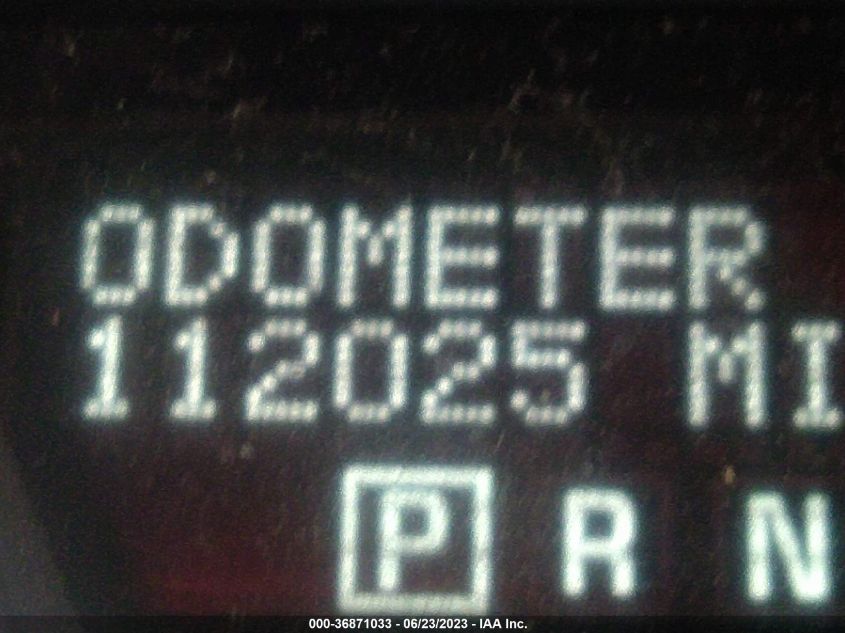 ODOMETER
112025 MI
P R N
000-36871033 - 06/23/2023 - IAA Inc.